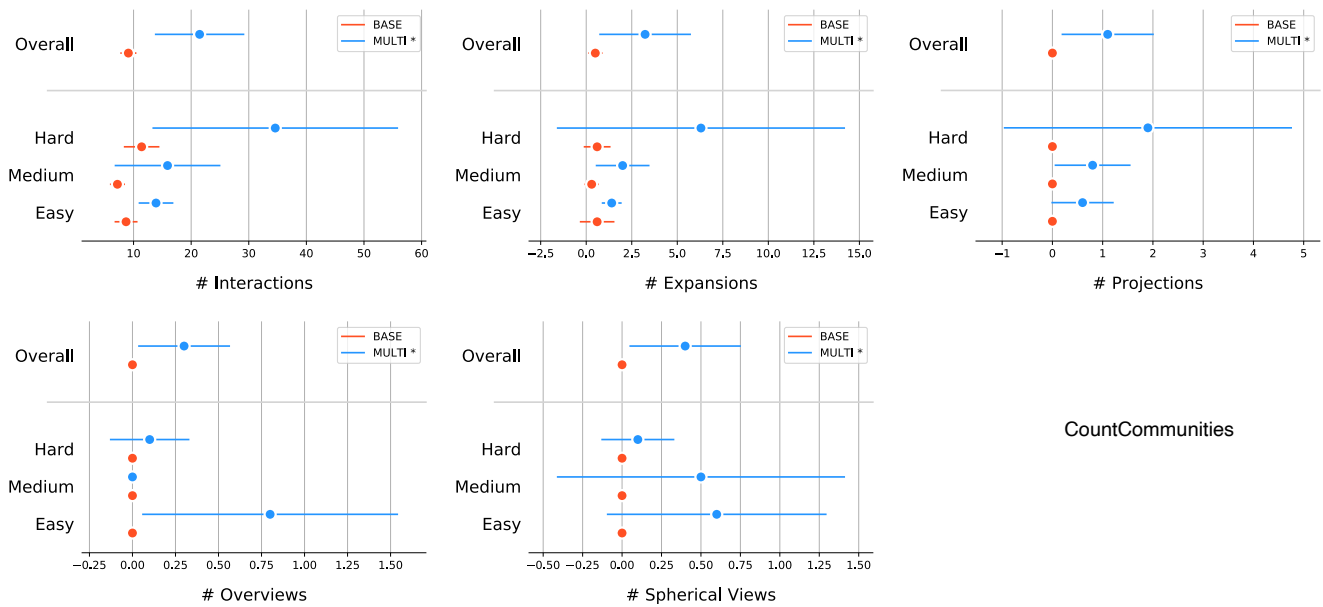 BASE
MULTI *
Overall
Hard
Medium
Easy
10 20 30 40 50 60
# Interactions
BASE
MULTI *
Overall
Hard
Medium
Easy
−2.5 0.0 2.5 5.0 7.5 10.0 12.5 15.0
# Expansions
BASE
MULTI *
Overall
Hard
Medium
Easy
−1 0 1 2 3 4 5
# Projections
BASE
MULTI *
Overall
Hard
Medium
Easy
−0.25 0.00 0.25 0.50 0.75 1.00 1.25 1.50
# Overviews
BASE
MULTI *
Overall
Hard
Medium
Easy
−0.50 −0.25 0.00 0.25 0.50 0.75 1.00 1.25 1.50
# Spherical Views
CountCommunities